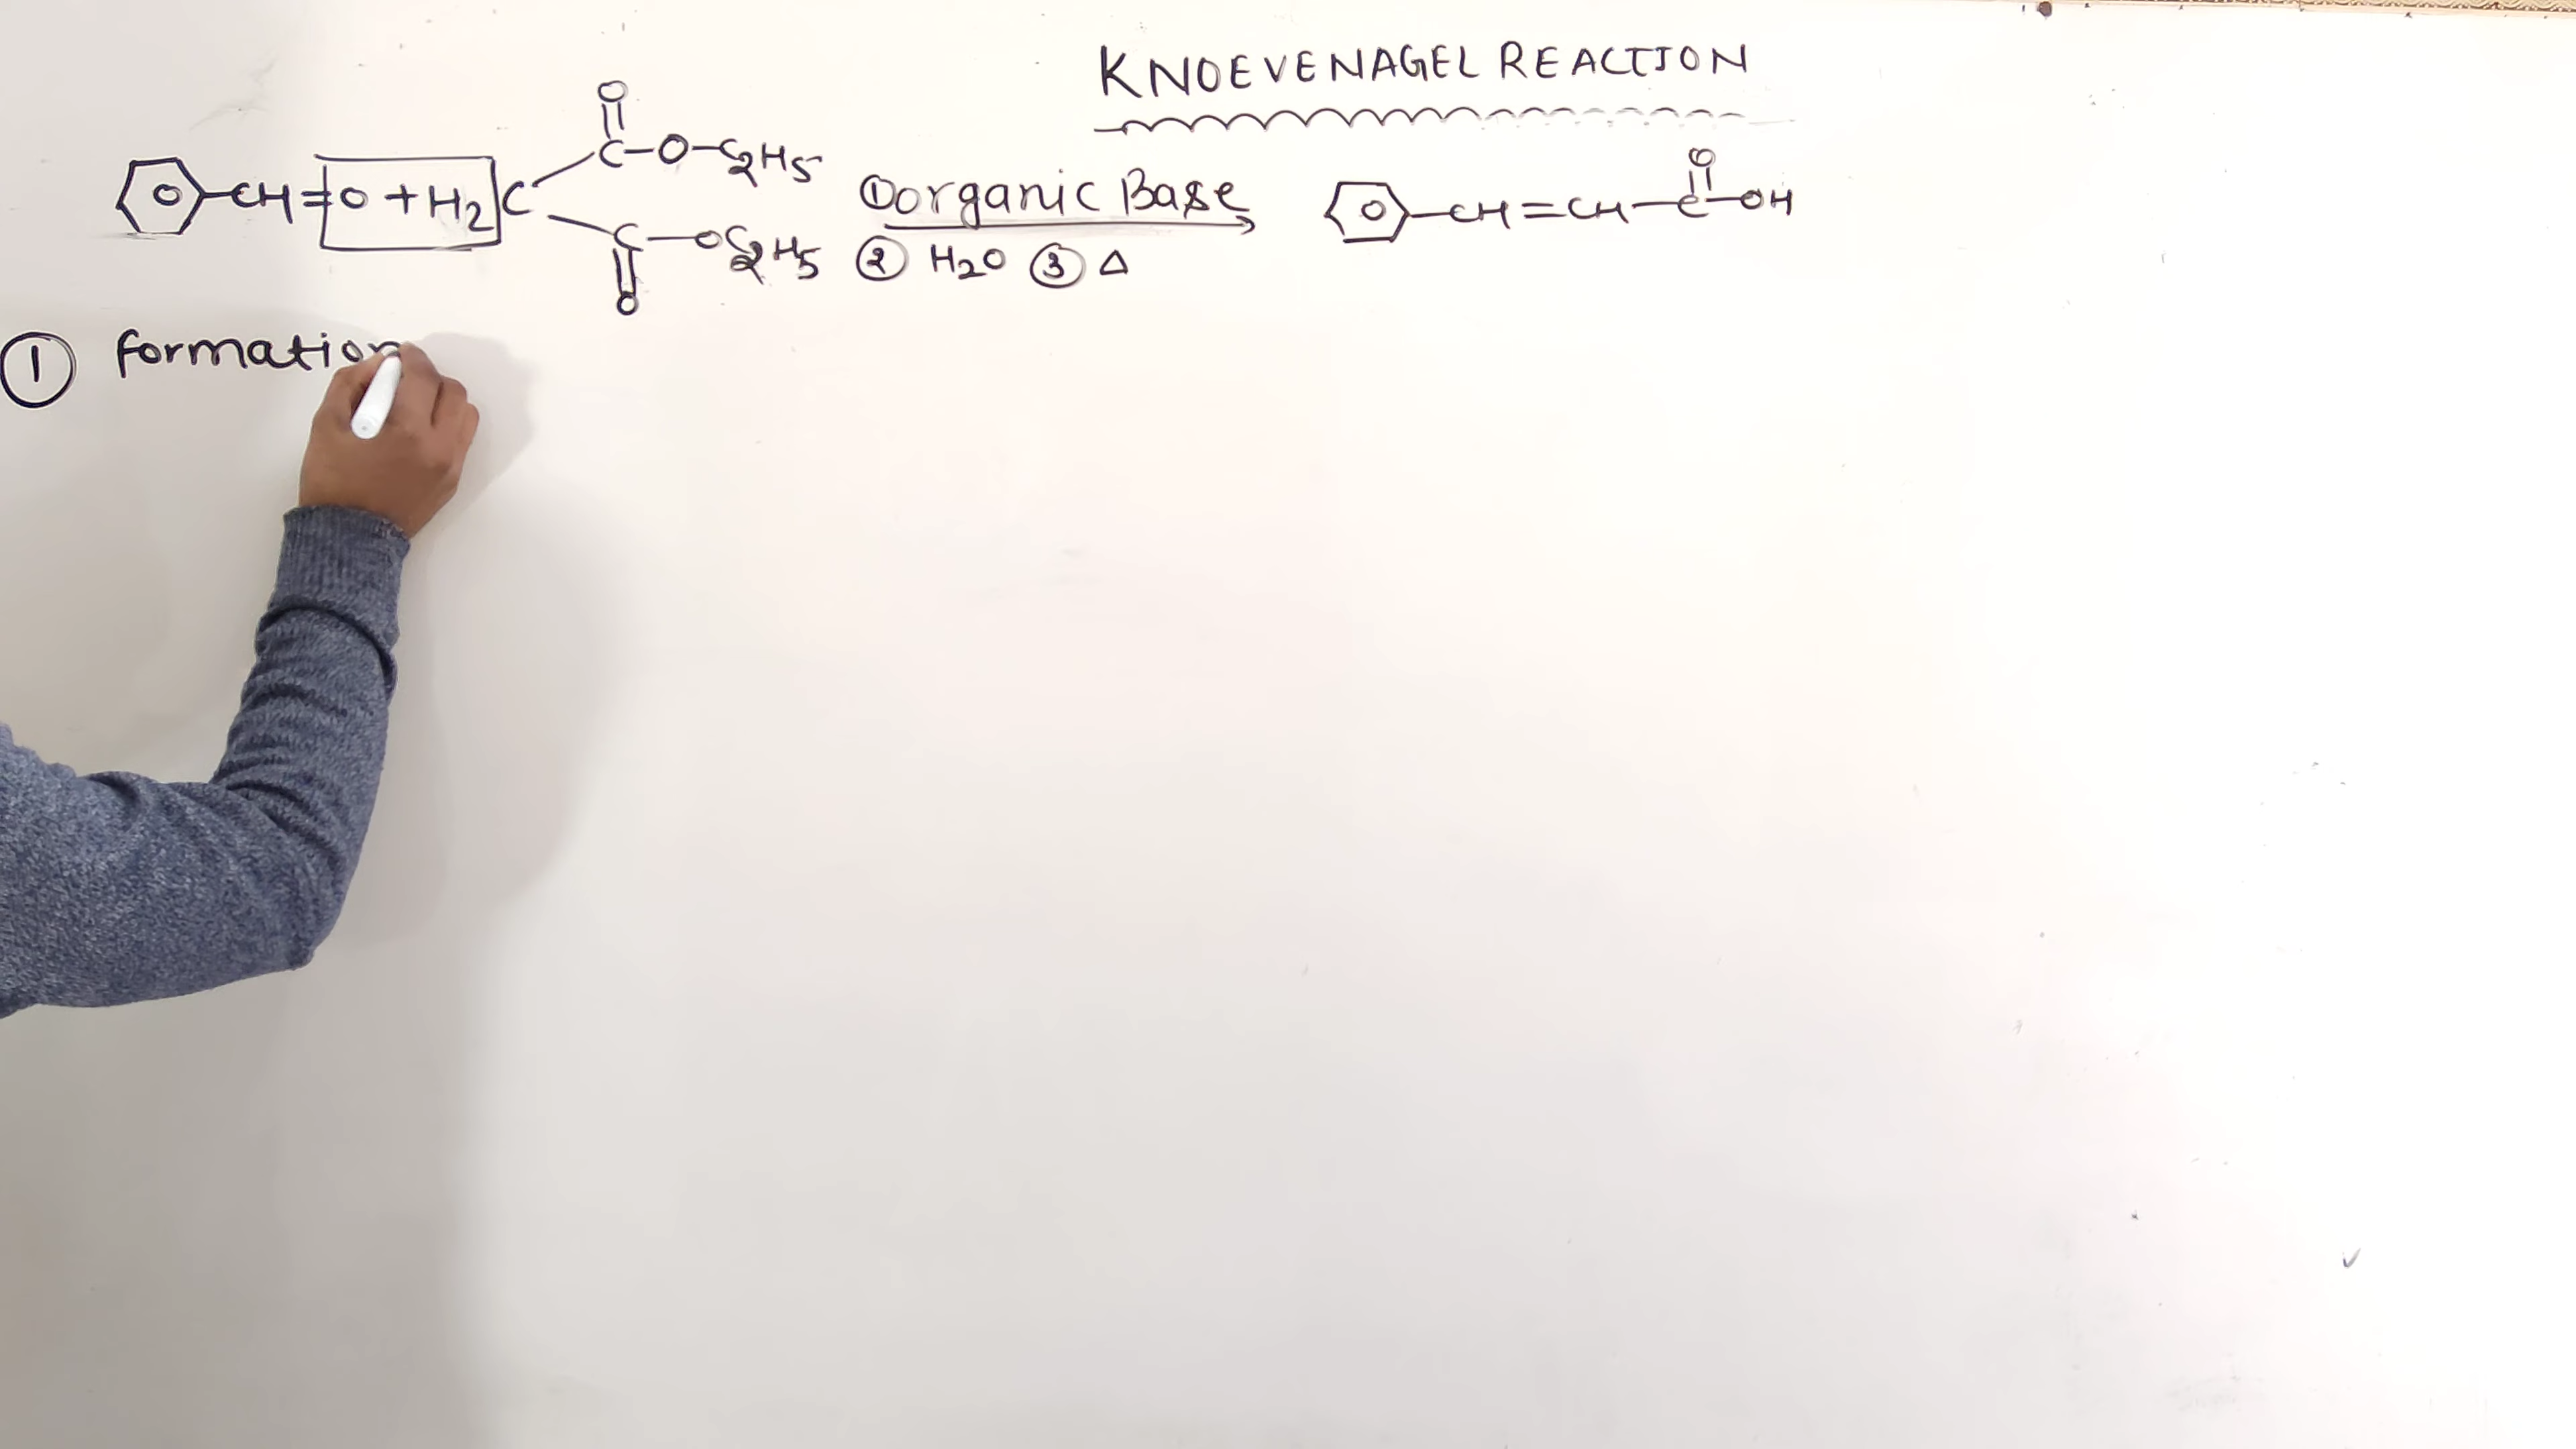 KNOEVENAGEL REACTION
O
C-O-C2H5
CH=O + H2C
① organic Base
CH=CH-C-OH
O
C-OC2H5
O
② H2O ③ Δ
① formation